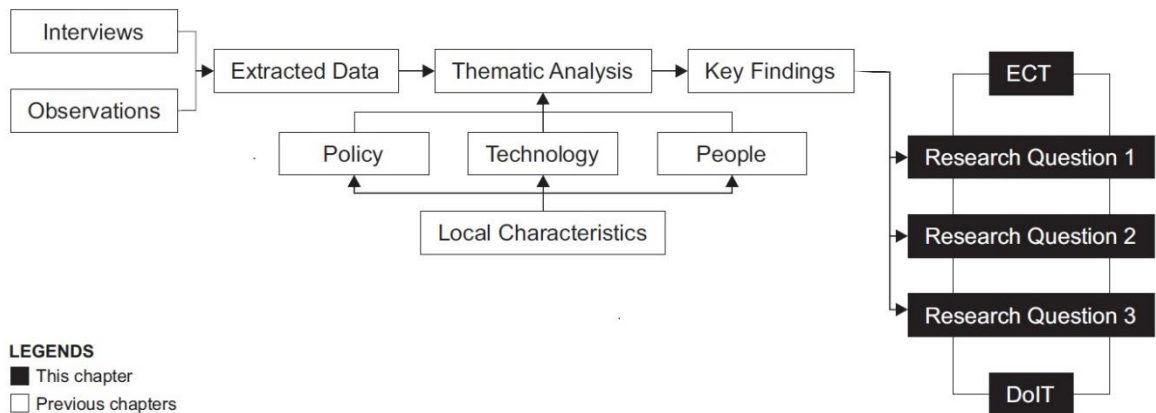 Interviews
Observations
Extracted Data
Thematic Analysis
Key Findings
Policy
Technology
People
Local Characteristics
ECT
Research Question 1
Research Question 2
Research Question 3
DoIT
LEGENDS
This chapter
Previous chapters